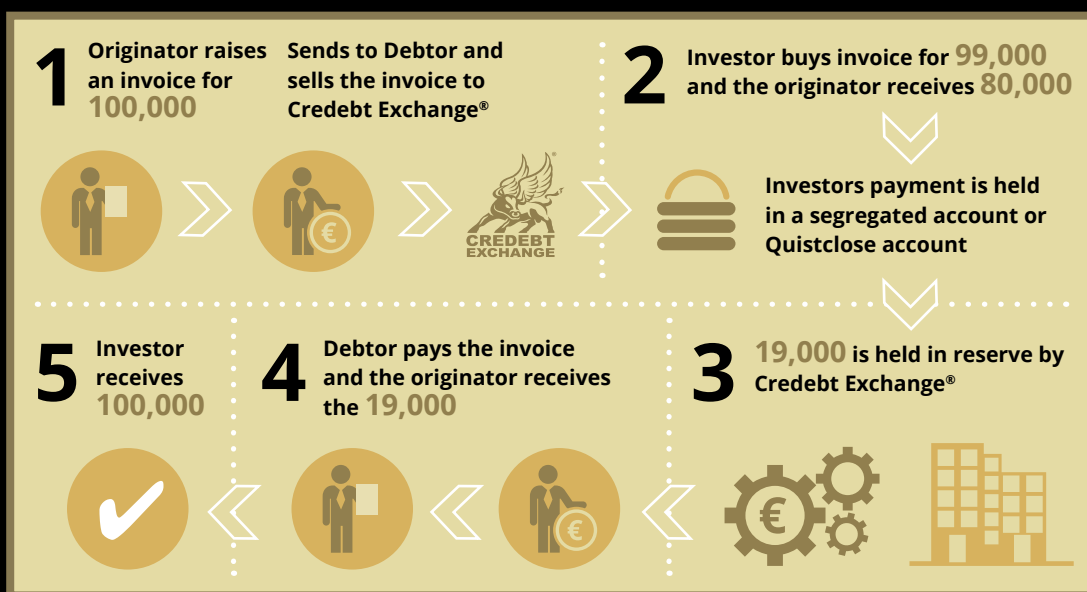 1
Originator raises
an invoice for
100,000
Sends to Debtor and
sells the invoice to
Credebt Exchange®
2
Investor buys invoice for 99,000
and the originator receives 80,000
CREDEBT
EXCHANGE
®
€
Investors payment is held
in a segregated account or
Quistclose account
3
19,000 is held in reserve by
Credebt Exchange®
€
4
Debtor pays the invoice
and the originator receives
the 19,000
€
5
Investor
receives
100,000